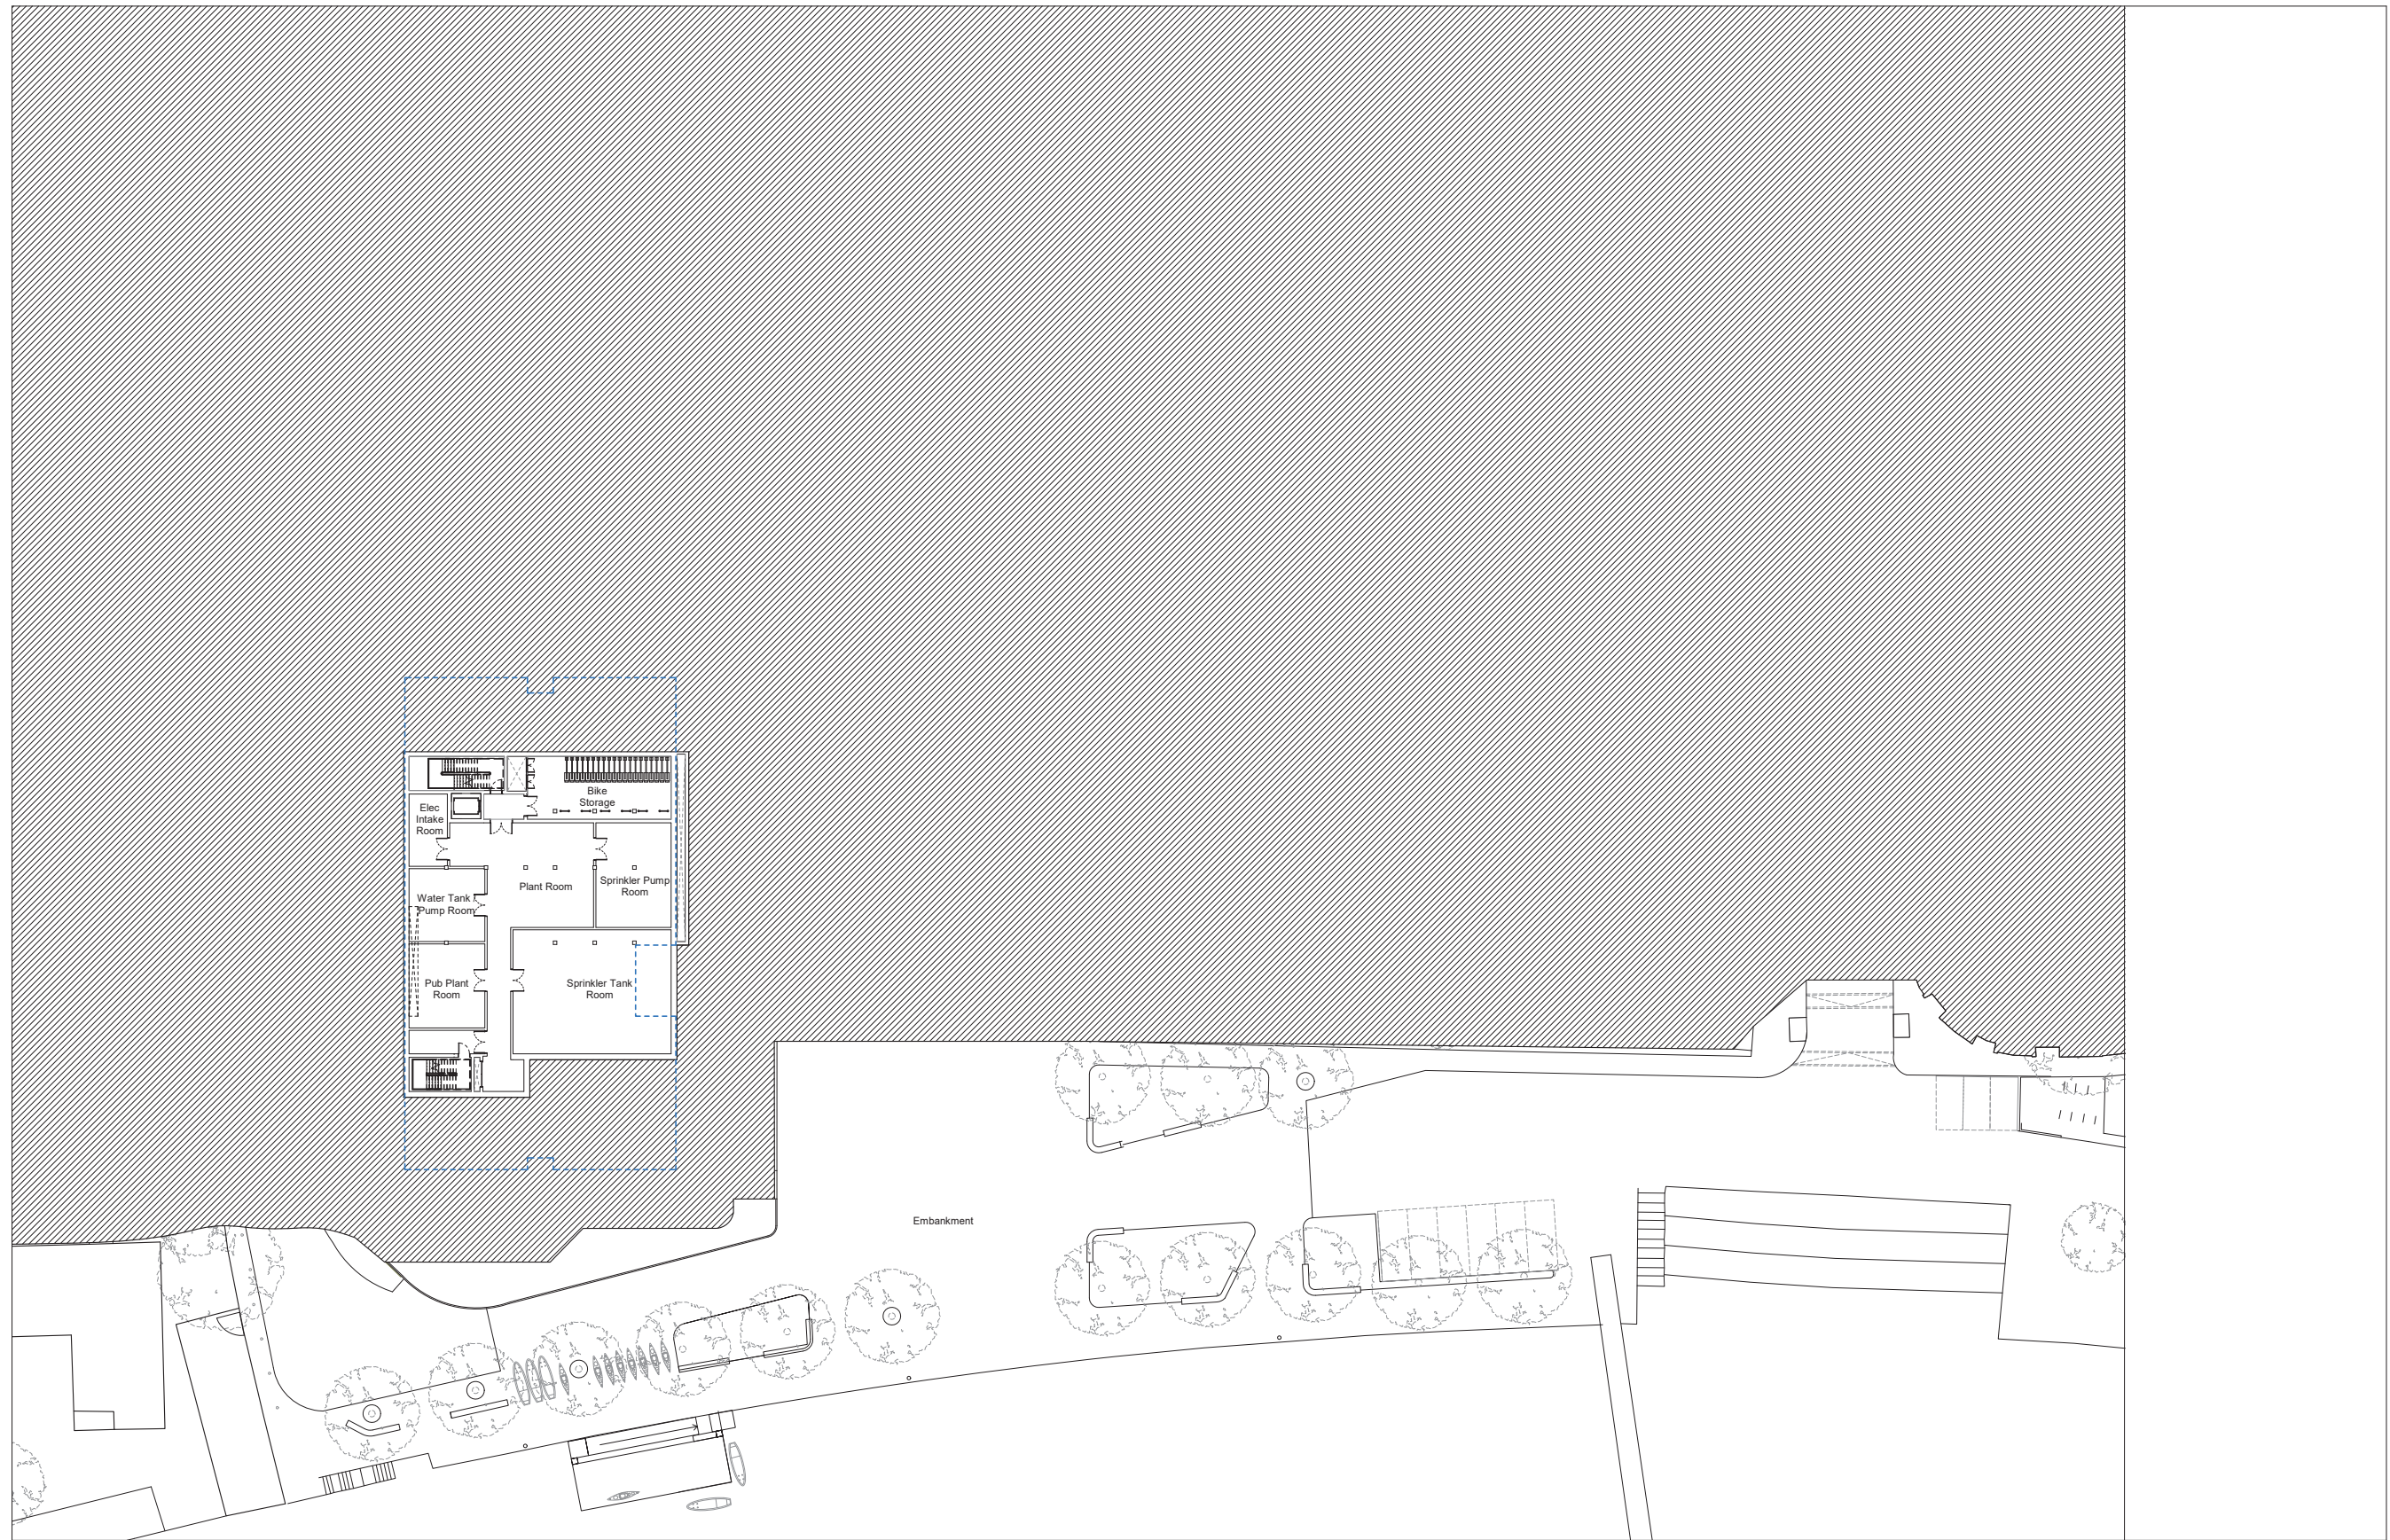 Bike
Storage
Elec
Intake
Room
Plant Room
Sprinkler Pump
Room
Water Tank /
Pump Room
Pub Plant
Room
Sprinkler Tank
Room
Embankment